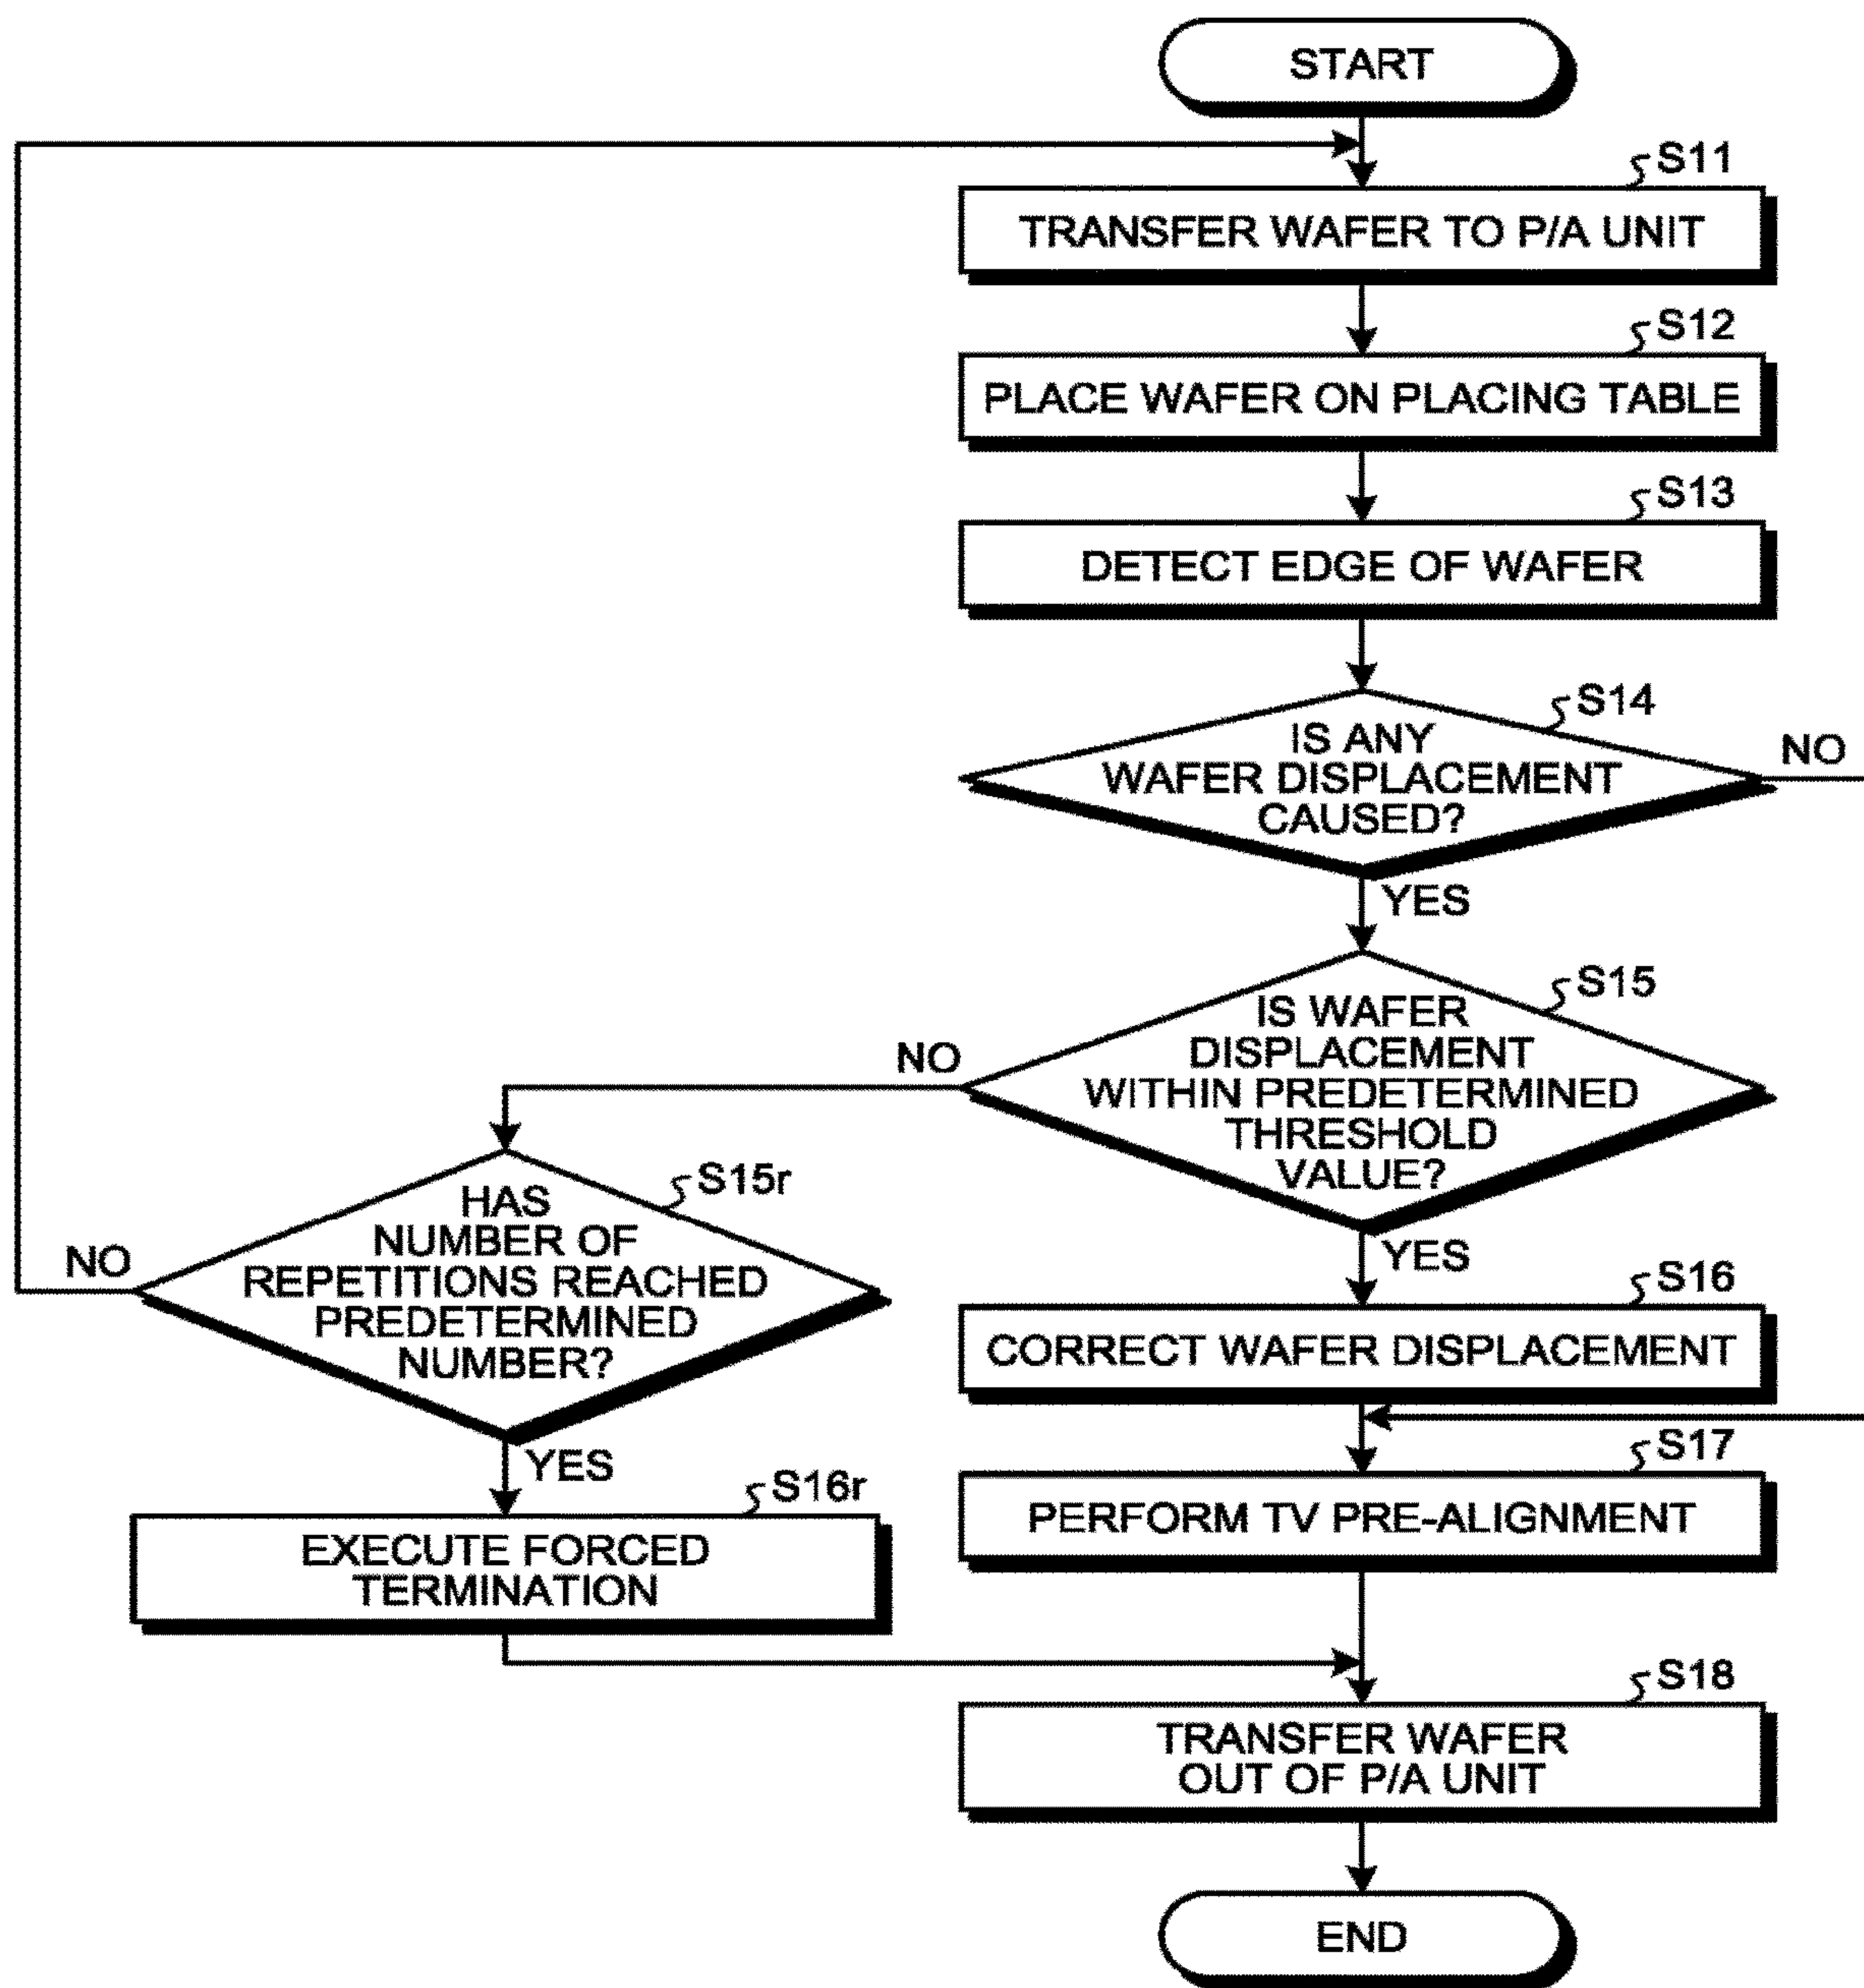 START
S11
TRANSFER WAFER TO P/A UNIT
S12
PLACE WAFER ON PLACING TABLE
S13
DETECT EDGE OF WAFER
S14
IS ANY
WAFER DISPLACEMENT
CAUSED?
NO
YES
S15
IS WAFER
DISPLACEMENT
WITHIN PREDETERMINED
THRESHOLD
VALUE?
NO
YES
S15r
HAS
NUMBER OF
REPETITIONS REACHED
PREDETERMINED
NUMBER?
NO
YES
S16
CORRECT WAFER DISPLACEMENT
S16r
EXECUTE FORCED
TERMINATION
S17
PERFORM TV PRE-ALIGNMENT
S18
TRANSFER WAFER
OUT OF P/A UNIT
END